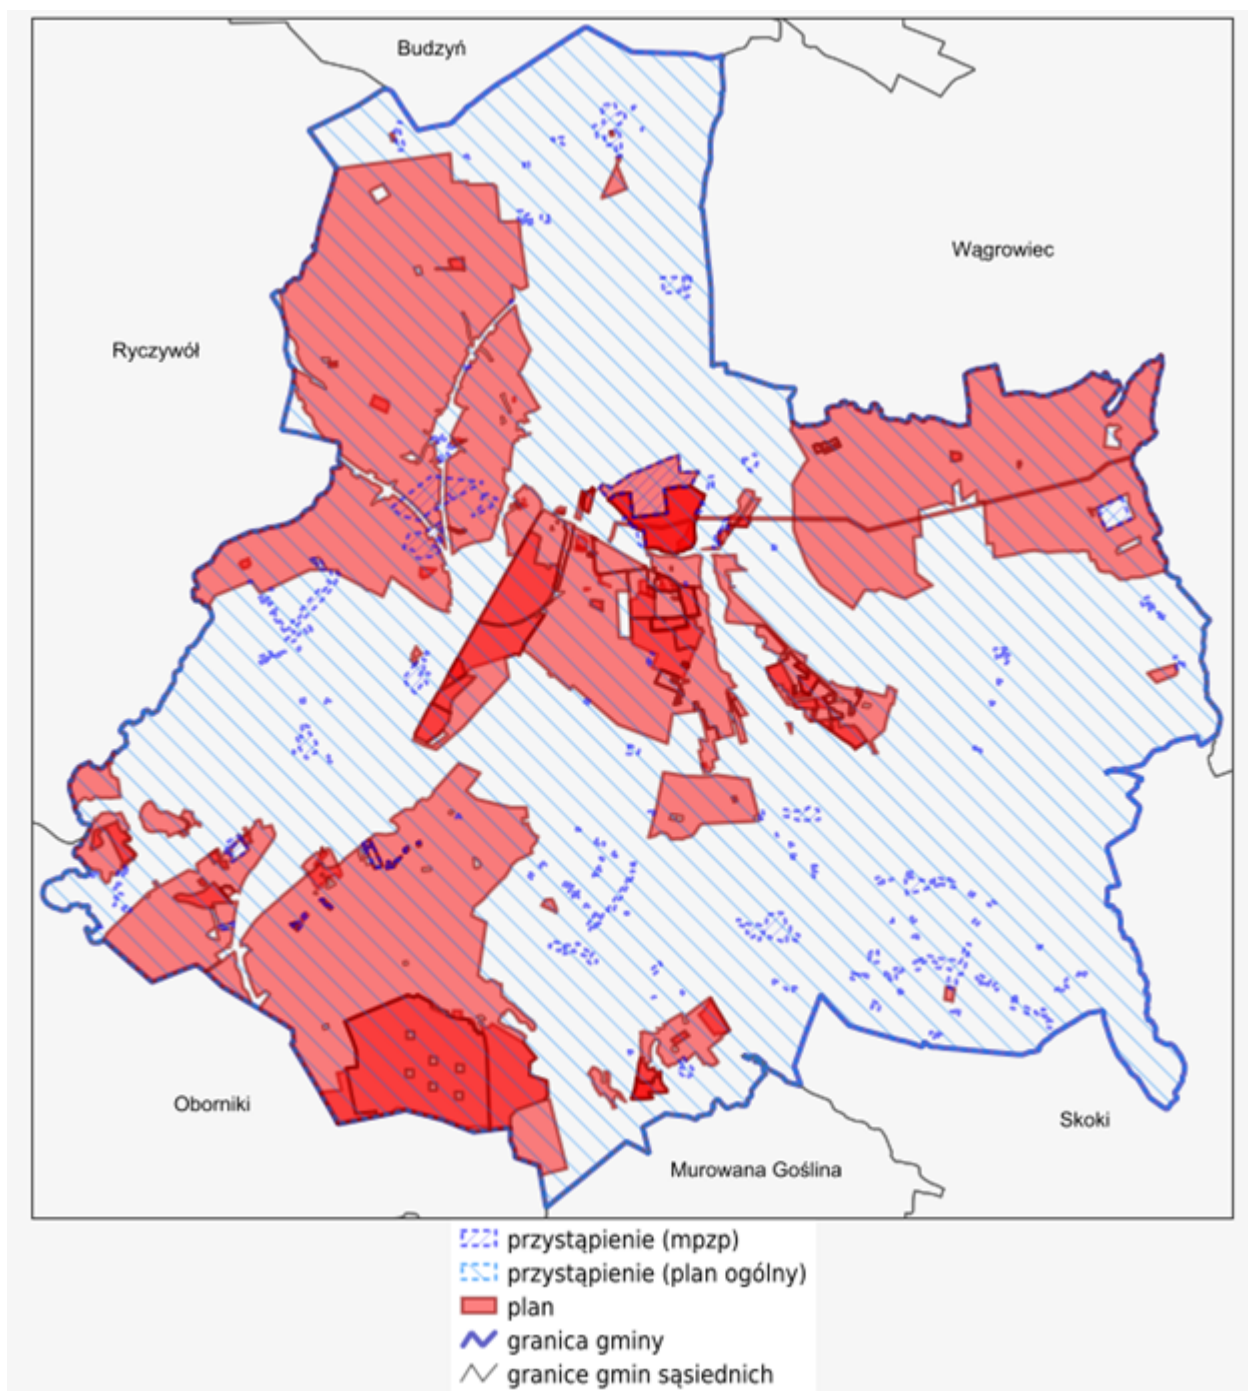 Budzyń
Wągrowiec
Ryczywół
Oborniki
Skoki
Murowana Goślina
przystąpienie (mpzp)
przystąpienie (plan ogólny)
plan
granica gminy
granice gmin sąsiednich